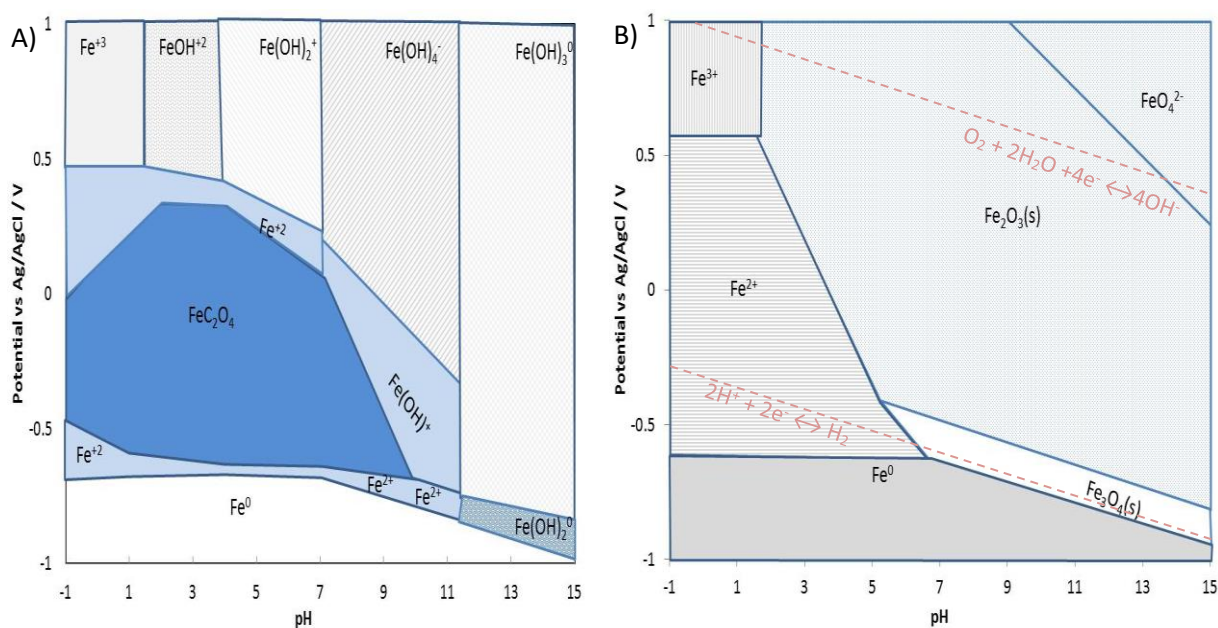 A)
Potential vs Ag/AgCl / V
1
0.5
0
-0.5
-1
Fe⁺³
FeOH⁺²
Fe(OH)₂⁺
Fe(OH)₄⁻
Fe(OH)₃⁰
Fe⁺²
FeC₂O₄
Fe(OH)⁺
Fe⁺²
Fe²⁺
Fe²⁺
Fe⁰
Fe(OH)₂⁰
-1 1 3 5 7 9 11 13 15
pH
B)
Potential vs Ag/AgCl / V
1
0.5
0
-0.5
-1
Fe³⁺
FeO₄²⁻
O₂ + 2H₂O +4e⁻ ↔4OH⁻
Fe₂O₃(s)
Fe²⁺
2H⁺ + 2e⁻ ↔ H₂
Fe⁰
Fe₃O₄(s)
-1 1 3 5 7 9 11 13 15
pH